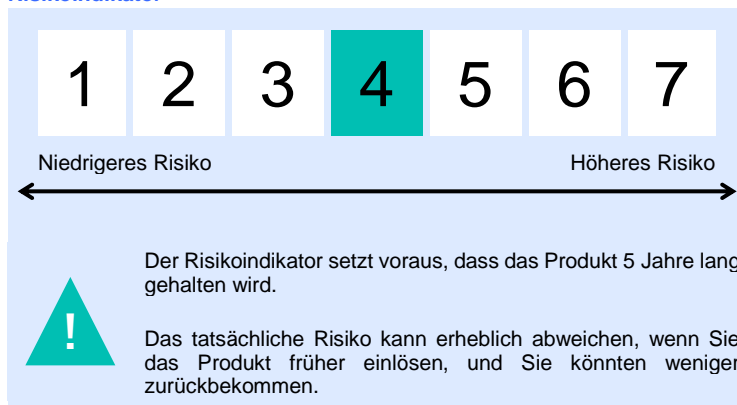 Risikoindikator
1 2 3 4 5 6 7
Niedrigeres Risiko Höheres Risiko
!
Der Risikoindikator setzt voraus, dass das Produkt 5 Jahre lang
gehalten wird.
Das tatsächliche Risiko kann erheblich abweichen, wenn Sie
das Produkt früher einlösen, und Sie könnten weniger
zurückbekommen.